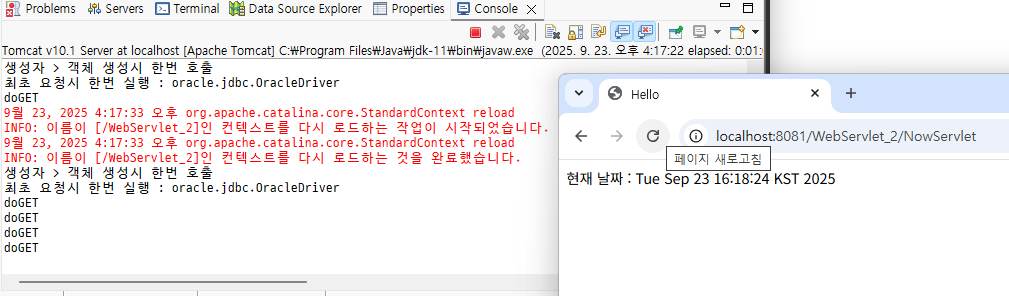 Problems Servers Terminal Data Source Explorer Properties Console
Tomcat v10.1 Server at localhost [Apache Tomcat] C:₩Program Files₩Java₩jdk-11₩bin₩javaw.exe (2025. 9. 23. 오후 4:17:22 elapsed: 0:01:0
생성자 > 객체 생성시 한번 호출
최초 요청시 한번 실행 : oracle.jdbc.OracleDriver
doGET
9월 23, 2025 4:17:33 오후 org.apache.catalina.core.StandardContext reload
INFO: 이름이 [/WebServlet_2]인 컨텍스트를 다시 로드하는 작업이 시작되었습니다.
9월 23, 2025 4:17:33 오후 org.apache.catalina.core.StandardContext reload
INFO: 이름이 [/WebServlet_2]인 컨텍스트를 다시 로드하는 것을 완료했습니다.
생성자 > 객체 생성시 한번 호출
최초 요청시 한번 실행 : oracle.jdbc.OracleDriver
doGET
doGET
doGET
doGET
Hello
localhost:8081/WebServlet_2/NowServlet
페이지 새로고침
현재 날짜 : Tue Sep 23 16:18:24 KST 2025